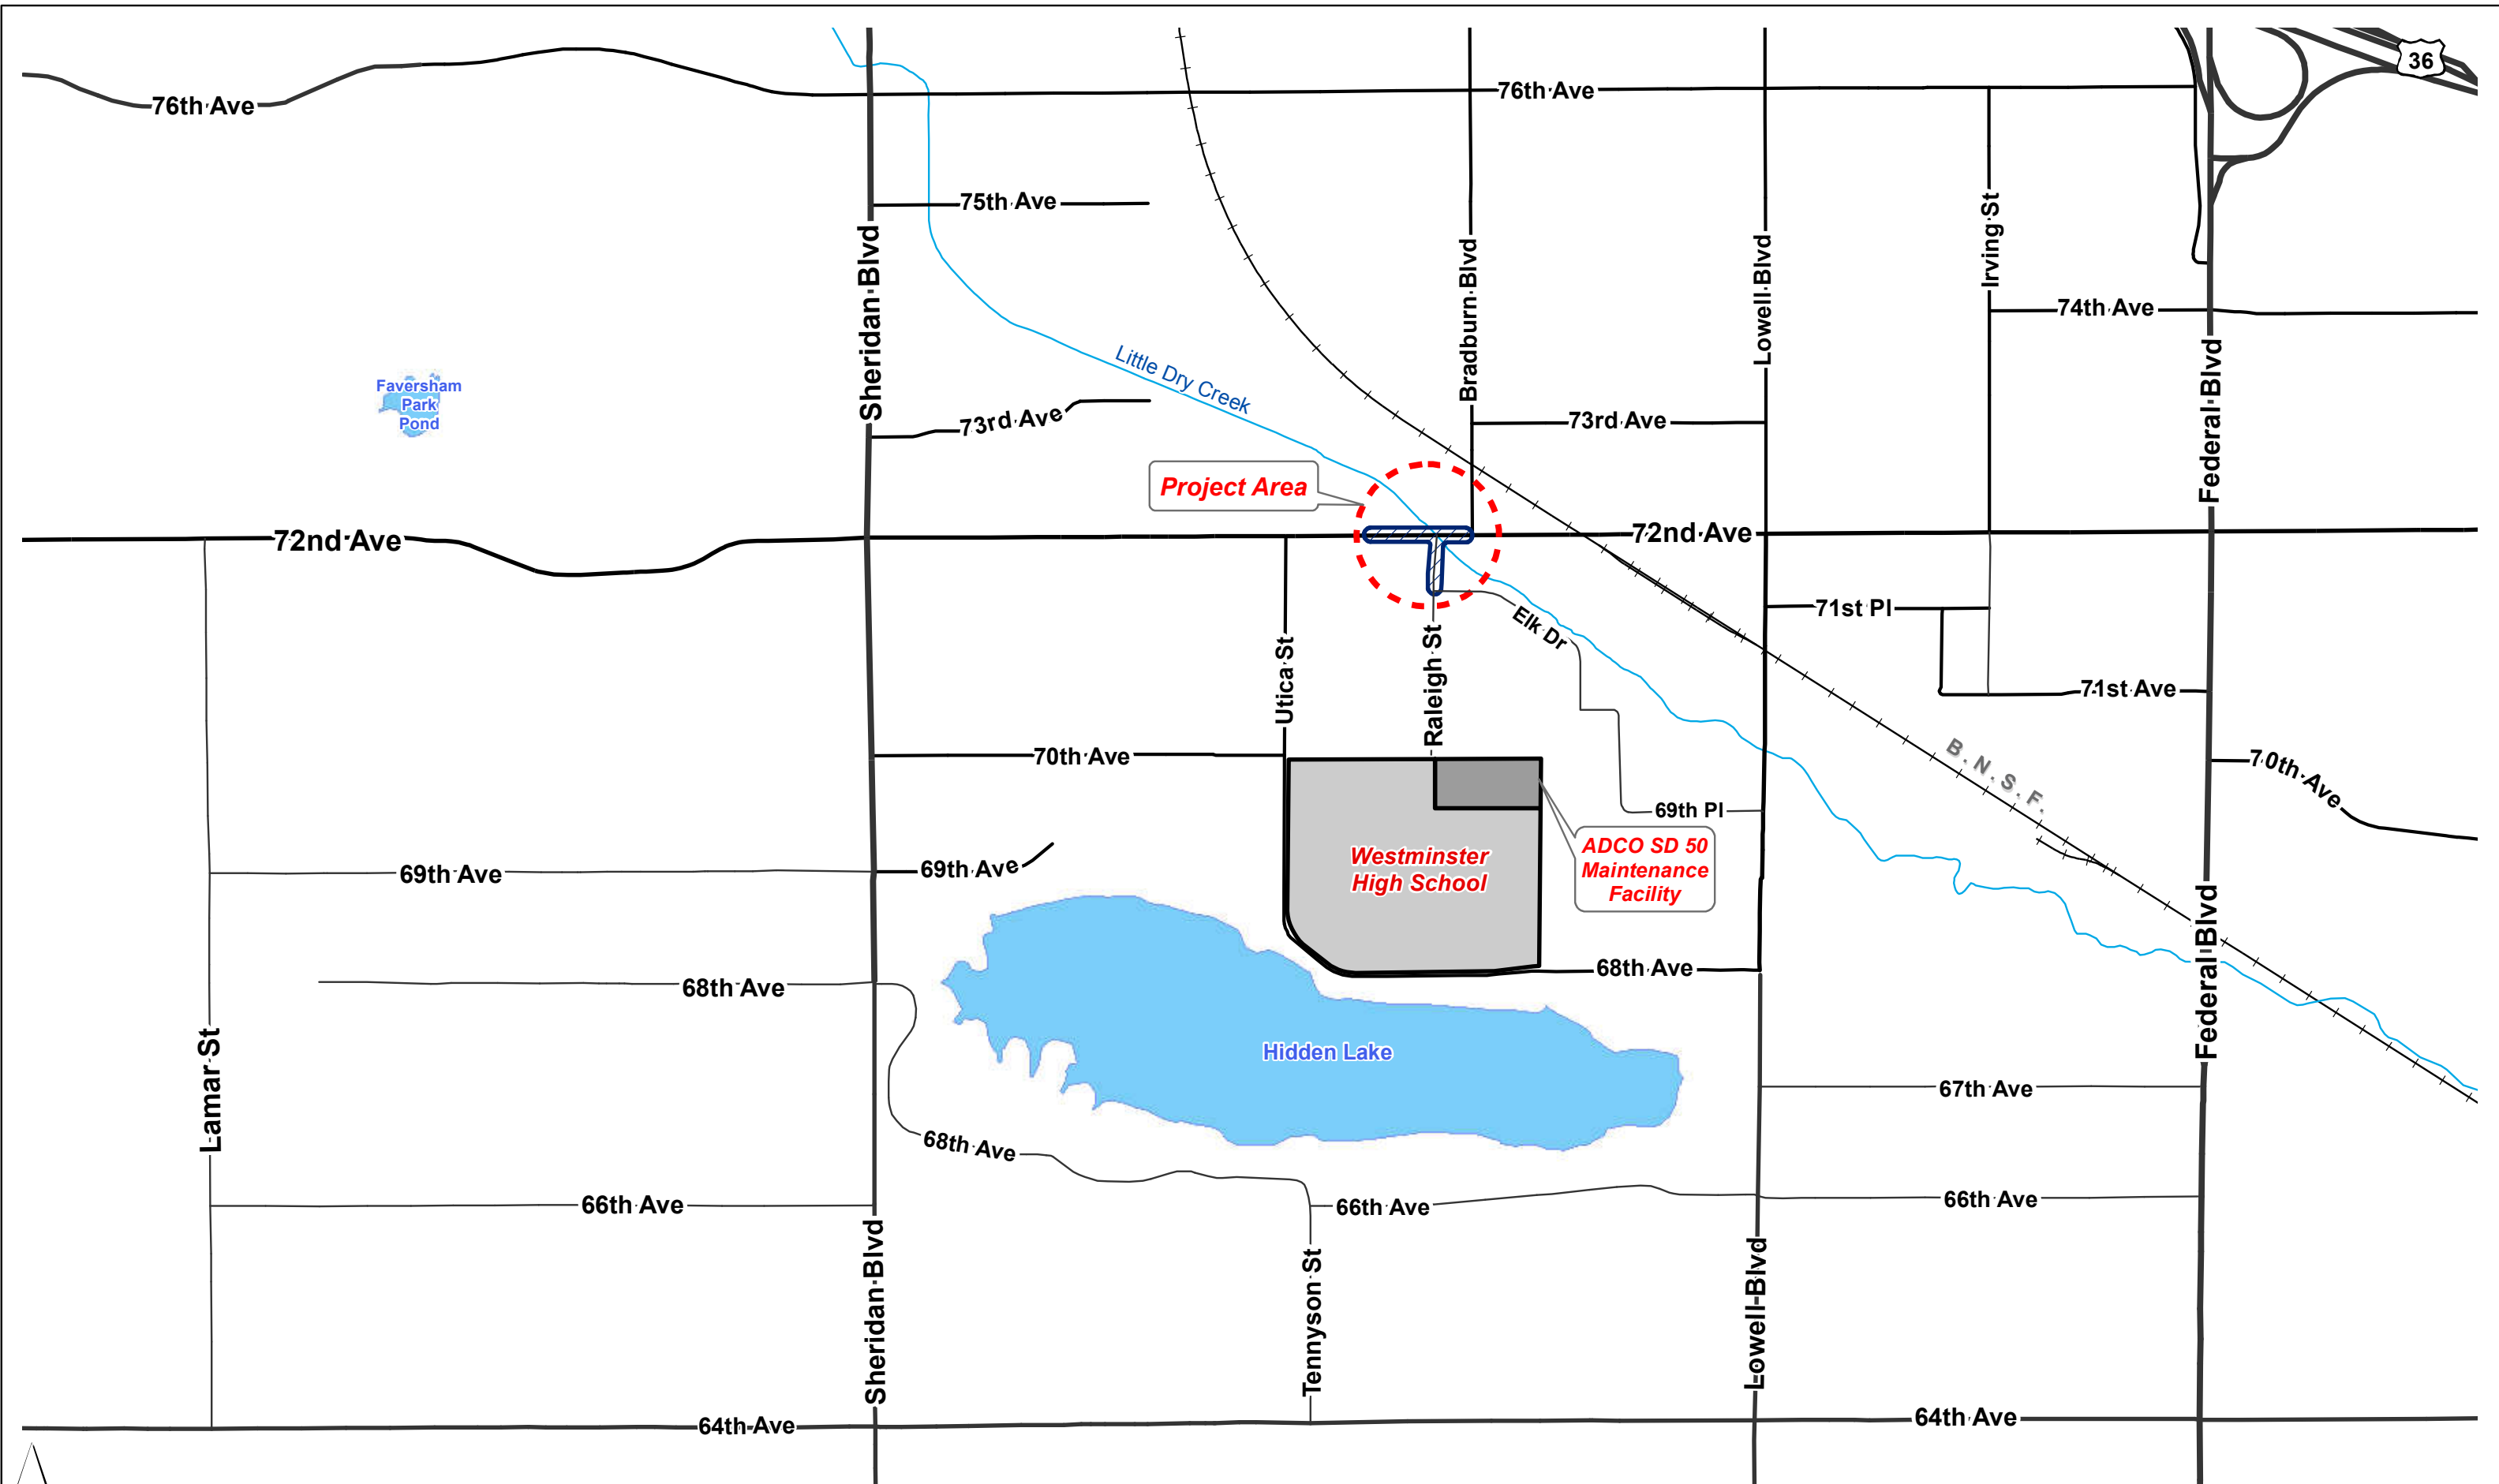 36
76th Ave
76th Ave
75th Ave
Sheridan Blvd
Bradburn Blvd
Lowell Blvd
Irving St
74th Ave
Federal Blvd
Little Dry Creek
Faversham
Park
Pond
73rd Ave
73rd Ave
Project Area
72nd Ave
72nd Ave
71st Pl
Elk Dr
Utica St
Raleigh St
71st Ave
70th Ave
B.N.S.F.
70th Ave
69th Pl
Westminster
High School
ADCO SD 50
Maintenance
Facility
69th Ave
69th Ave
68th Ave
68th Ave
Federal Blvd
Hidden Lake
Lamar St
67th Ave
68th Ave
66th Ave
66th Ave
66th Ave
Sheridan Blvd
Tennyson St
Lowell Blvd
64th Ave
64th Ave